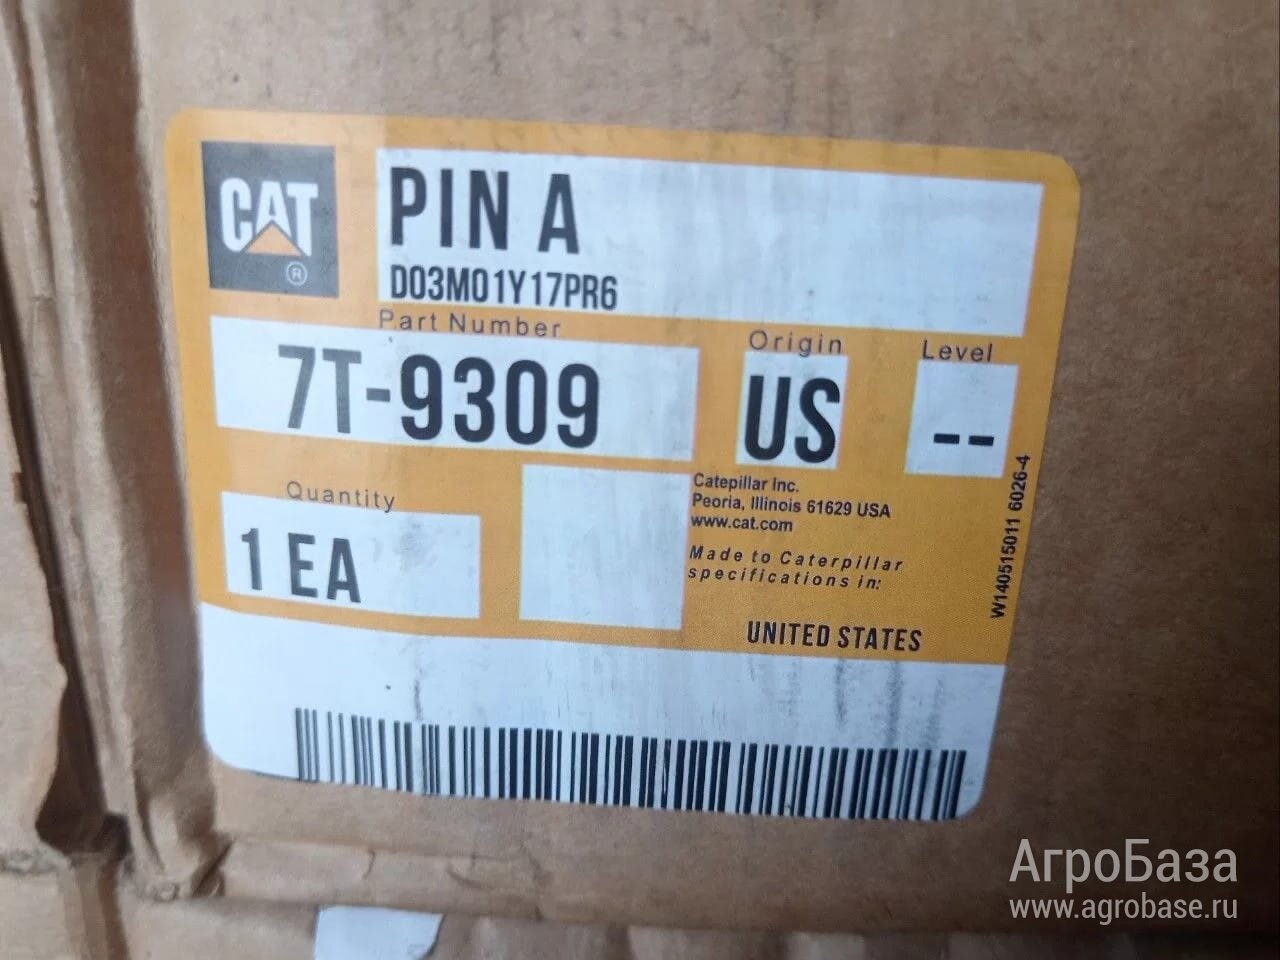 CAT
®
PIN A
D03M01Y17PR6
Part Number
7T-9309
Origin
US
Level
--
Quantity
1 EA
Catepillar Inc.
Peoria, Illinois 61629 USA
www.cat.com
Made to Caterpillar
specifications in:
UNITED STATES
W140515011 6026-4
АгроБаза
www.agrobase.ru